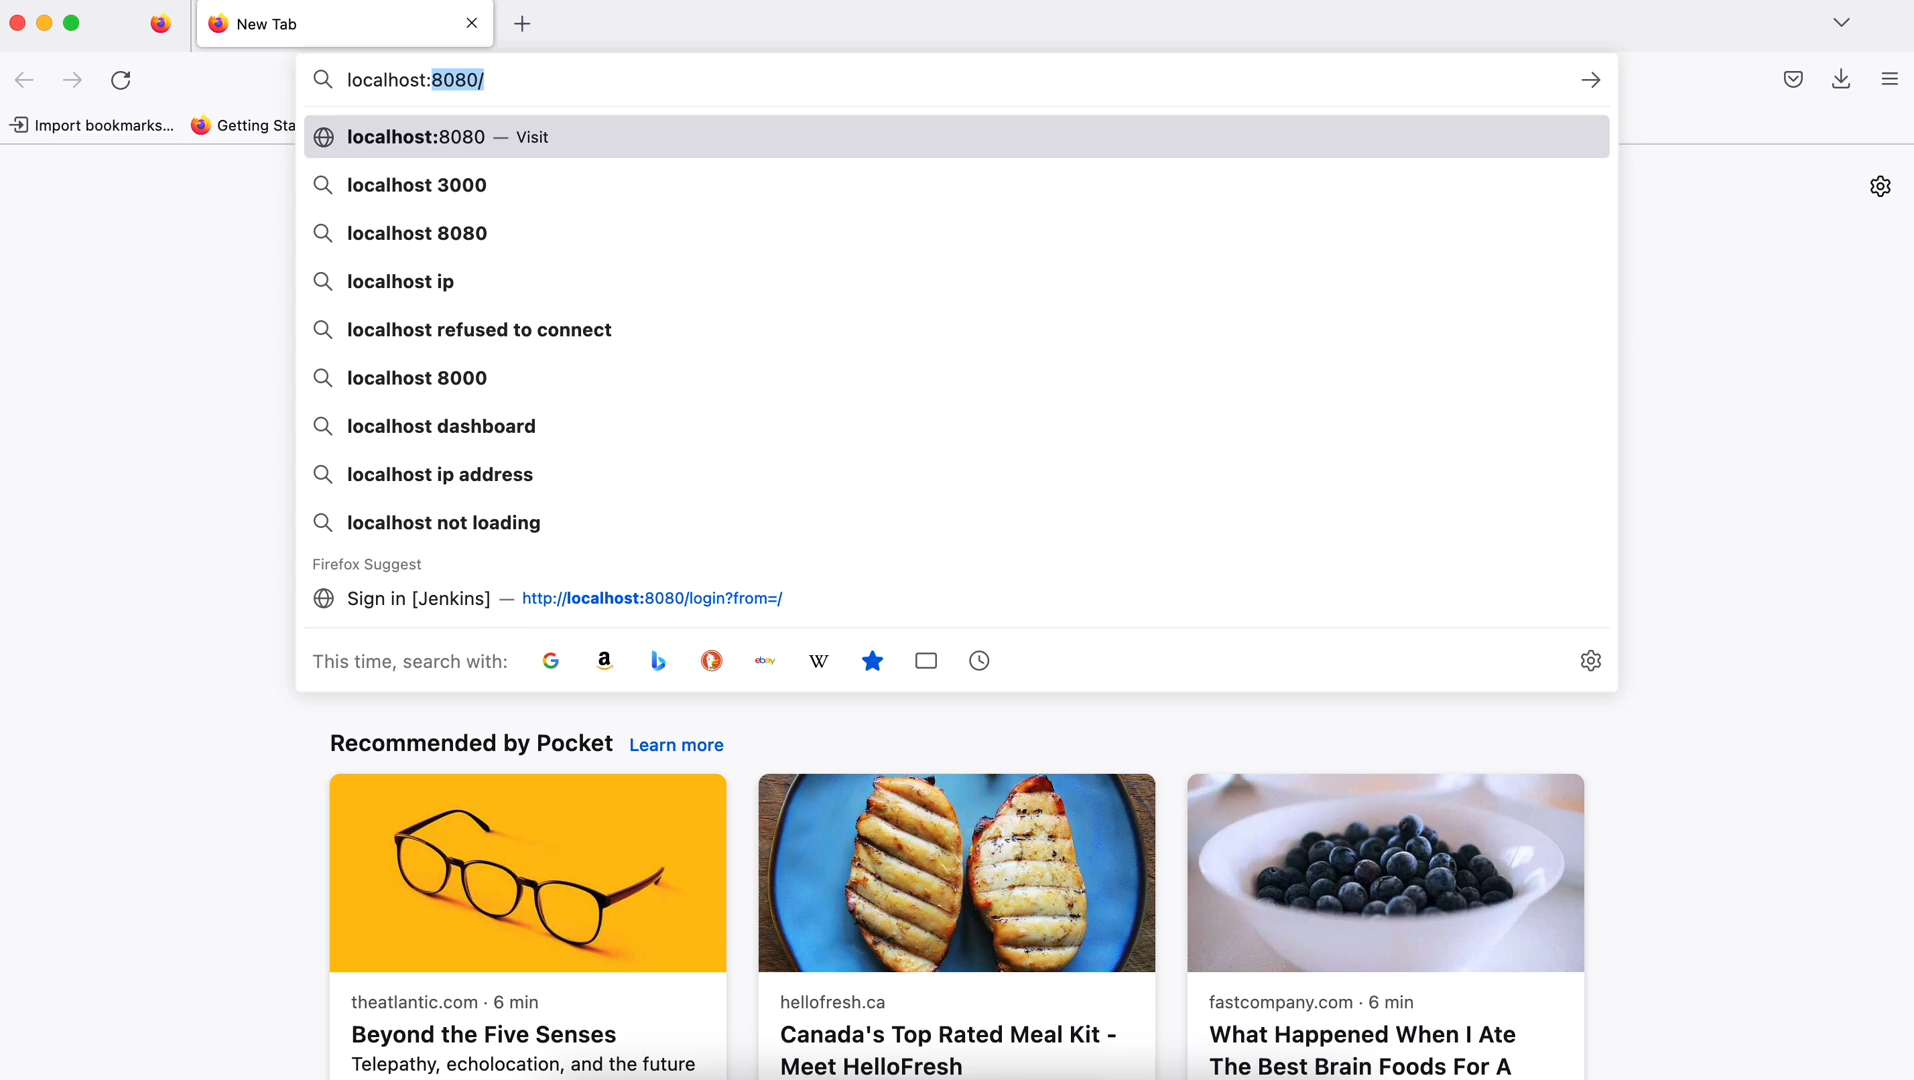 New Tab
localhost:8080/
Import bookmarks...
Getting Sta
localhost:8080 — Visit
localhost 3000
localhost 8080
localhost ip
localhost refused to connect
localhost 8000
localhost dashboard
localhost ip address
localhost not loading
Firefox Suggest
Sign in [Jenkins] — http://localhost:8080/login?from=/
This time, search with:
G
a
b
ebay
W
Recommended by Pocket Learn more
theatlantic.com · 6 min
Beyond the Five Senses
Telepathy, echolocation, and the future
hellofresh.ca
Canada's Top Rated Meal Kit -
Meet HelloFresh
fastcompany.com · 6 min
What Happened When I Ate
The Best Brain Foods For A